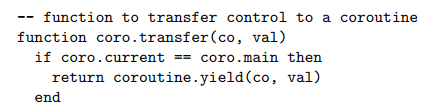 -- function to transfer control to a coroutine
function coro.transfer(co, val)
  if coro.current == coro.main then
    return coroutine.yield(co, val)
  end